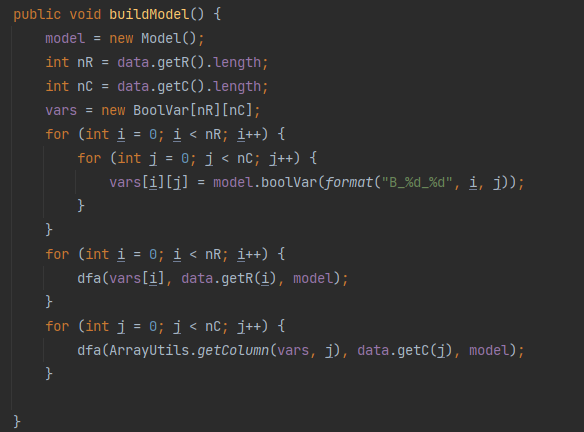 public void buildModel() {
    model = new Model();
    int nR = data.getR().length;
    int nC = data.getC().length;
    vars = new BoolVar[nR][nC];
    for (int i = 0; i < nR; i++) {
        for (int j = 0; j < nC; j++) {
            vars[i][j] = model.boolVar(format("B_%d_%d", i, j));
        }
    }
    for (int i = 0; i < nR; i++) {
        dfa(vars[i], data.getR(i), model);
    }
    for (int j = 0; j < nC; j++) {
        dfa(ArrayUtils.getColumn(vars, j), data.getC(j), model);
    }

}